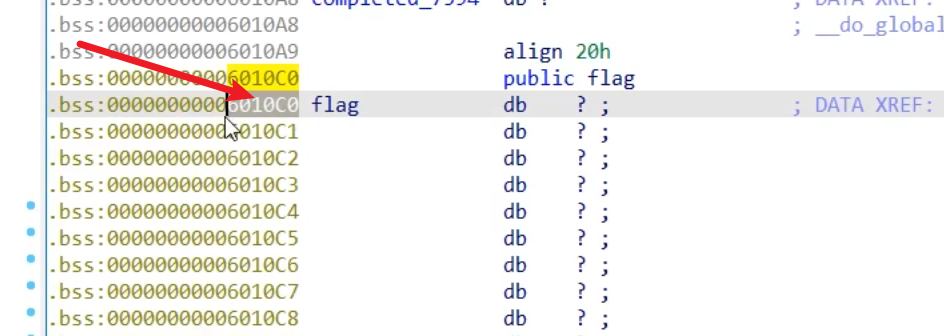 .bss:00000000006010A8 completed_7594 db ? ; DATA XREF:
.bss:00000000006010A8 ; __do_global
.bss:00000000006010A9 align 20h
.bss:00000000006010C0 public flag
.bss:00000000006010C0 flag db ? ; ; DATA XREF:
.bss:00000000006010C1 db ? ;
.bss:00000000006010C2 db ? ;
.bss:00000000006010C3 db ? ;
.bss:00000000006010C4 db ? ;
.bss:00000000006010C5 db ? ;
.bss:00000000006010C6 db ? ;
.bss:00000000006010C7 db ? ;
.bss:00000000006010C8 db ? ;